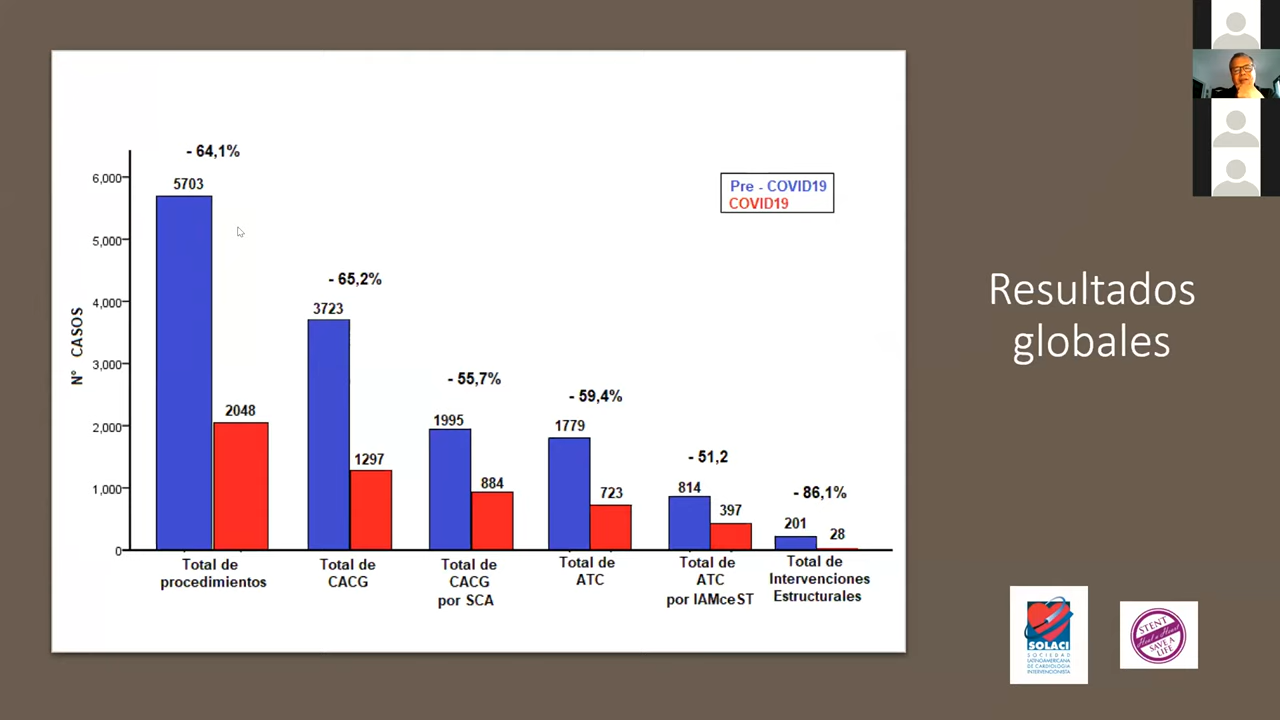 - 64,1%
6,000
5703
5,000
- 65,2%
4,000
3723
3,000
- 55,7%
- 59,4%
2048
2,000
1995
1779
1297
- 51,2
884
723
814
397
- 86,1%
201
28
1,000
0
N° CASOS
Pre - COVID19
COVID19
Total de
procedimientos
Total de
CACG
Total de
CACG
por SCA
Total de
ATC
Total de
ATC
por IAMceST
Total de
Intervenciones
Estructurales
Resultados
globales
SOLACI
SOCIEDAD
LATINOAMERICANA
DE CARDIOLOGIA
INTERVENCIONISTA
STENT
SAVE A
LIFE